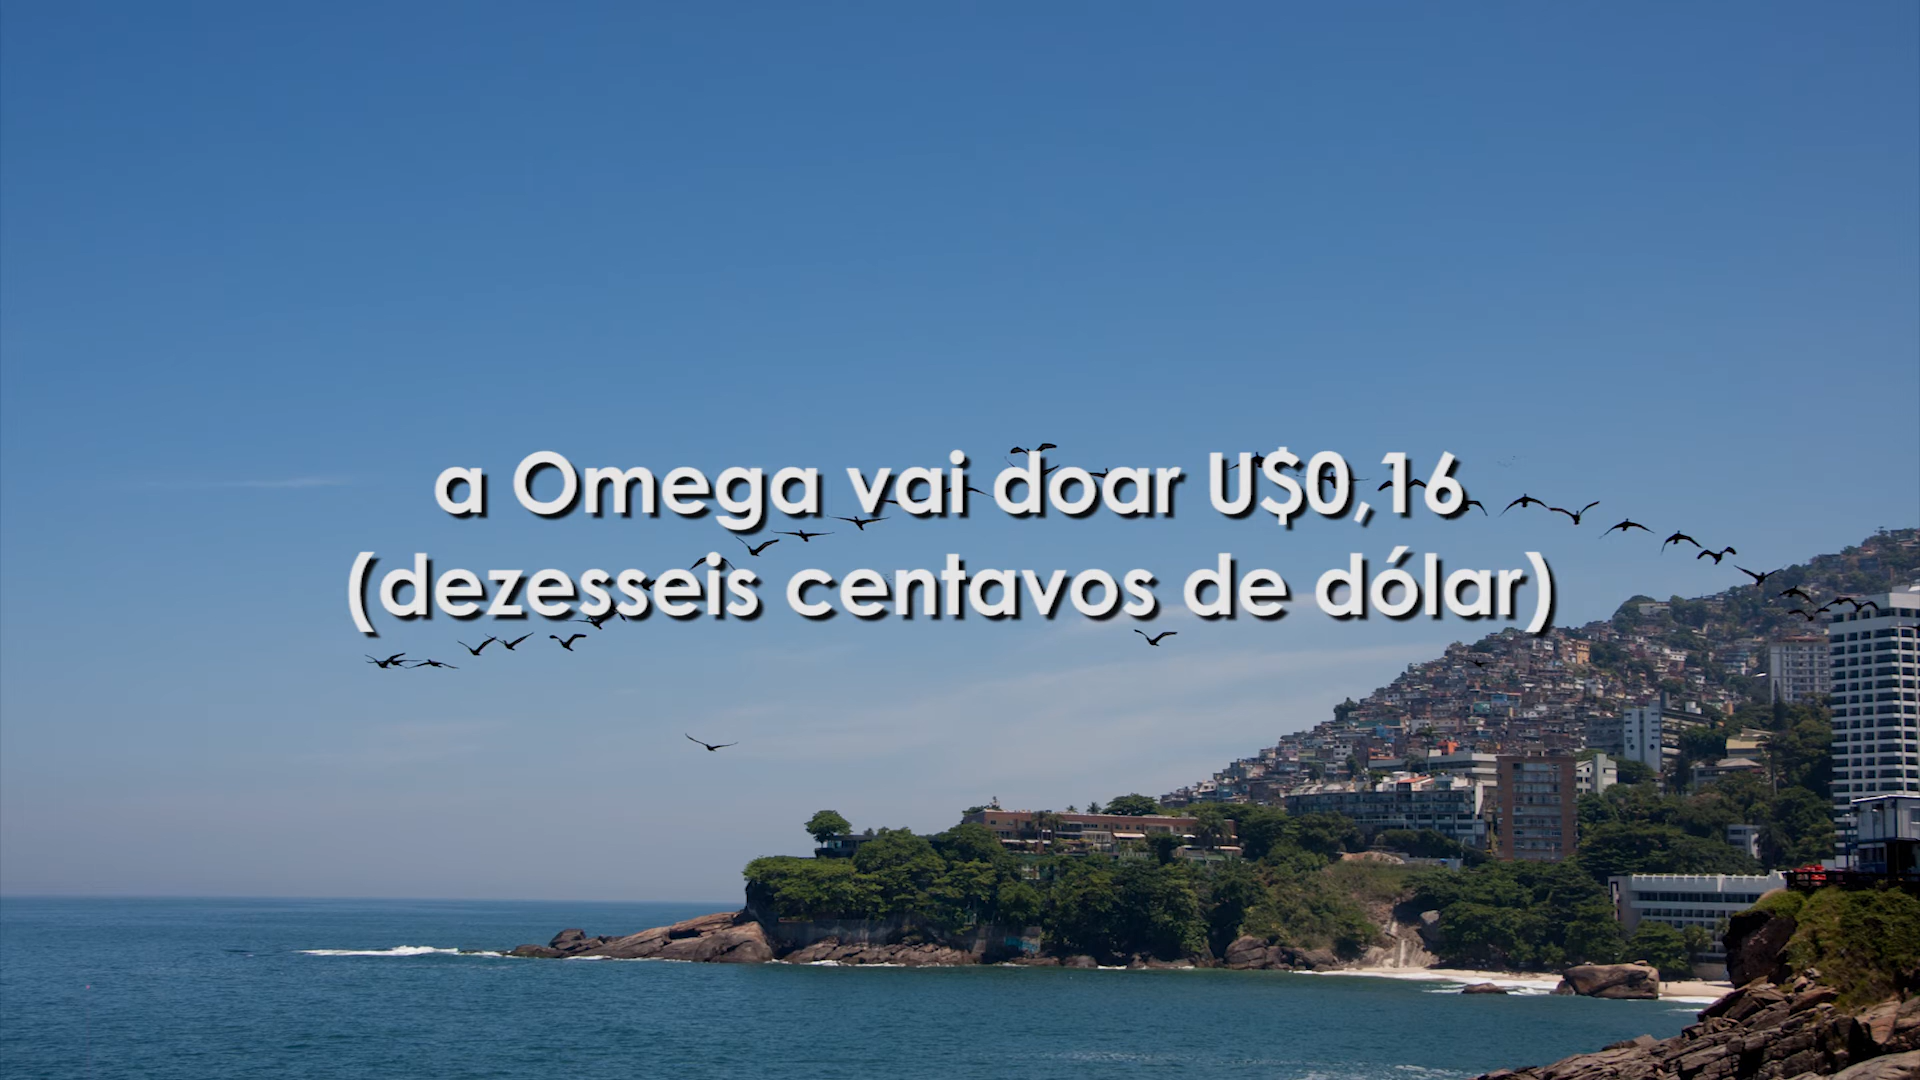 a Omega vai doar U$0,16
(dezesseis centavos de dólar)